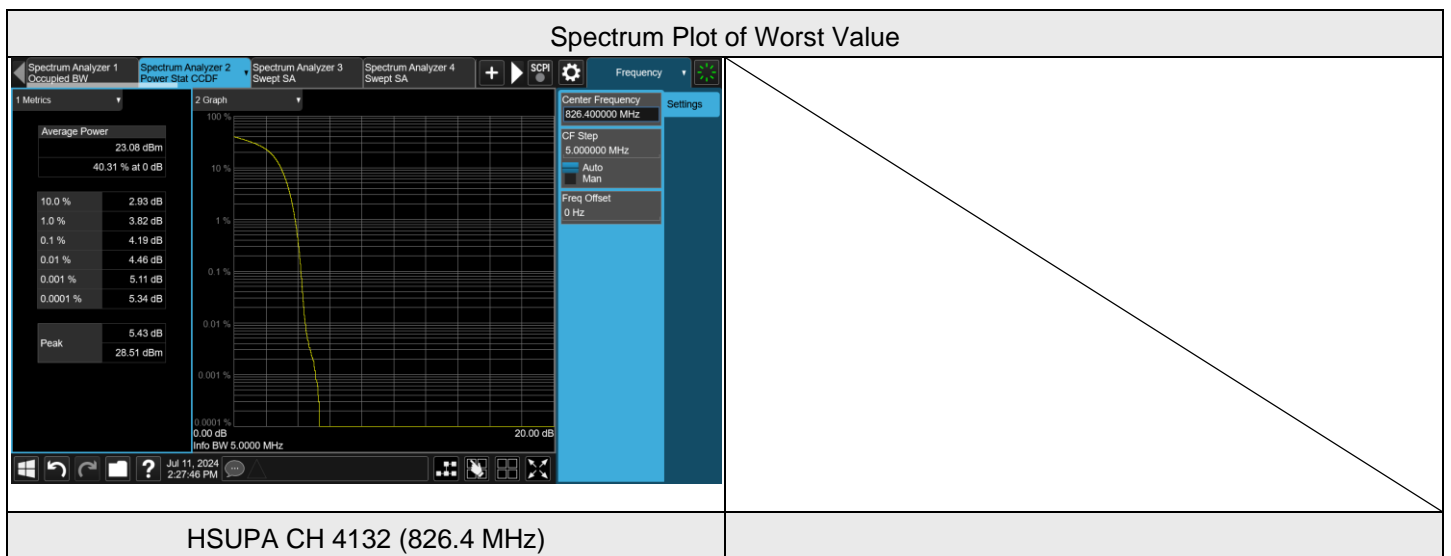 Spectrum Plot of Worst Value
Spectrum Analyzer 1
Occupied BW
Spectrum Analyzer 2
Power Stat CCDF
Spectrum Analyzer 3
Swept SA
Spectrum Analyzer 4
Swept SA
+
SCPI
Frequency
1 Metrics
Average Power
23.08 dBm
40.31 % at 0 dB
10.0 % 2.93 dB
1.0 % 3.82 dB
0.1 % 4.19 dB
0.01 % 4.46 dB
0.001 % 5.11 dB
0.0001 % 5.34 dB
Peak
5.43 dB
28.51 dBm
2 Graph
100 %
10 %
1 %
0.1 %
0.01 %
0.001 %
0.0001 %
0.00 dB 20.00 dB
Info BW 5.0000 MHz
Center Frequency
826.400000 MHz
Settings
CF Step
5.000000 MHz
Auto
Man
Freq Offset
0 Hz
?
Jul 11, 2024
2:27:46 PM
HSUPA CH 4132 (826.4 MHz)